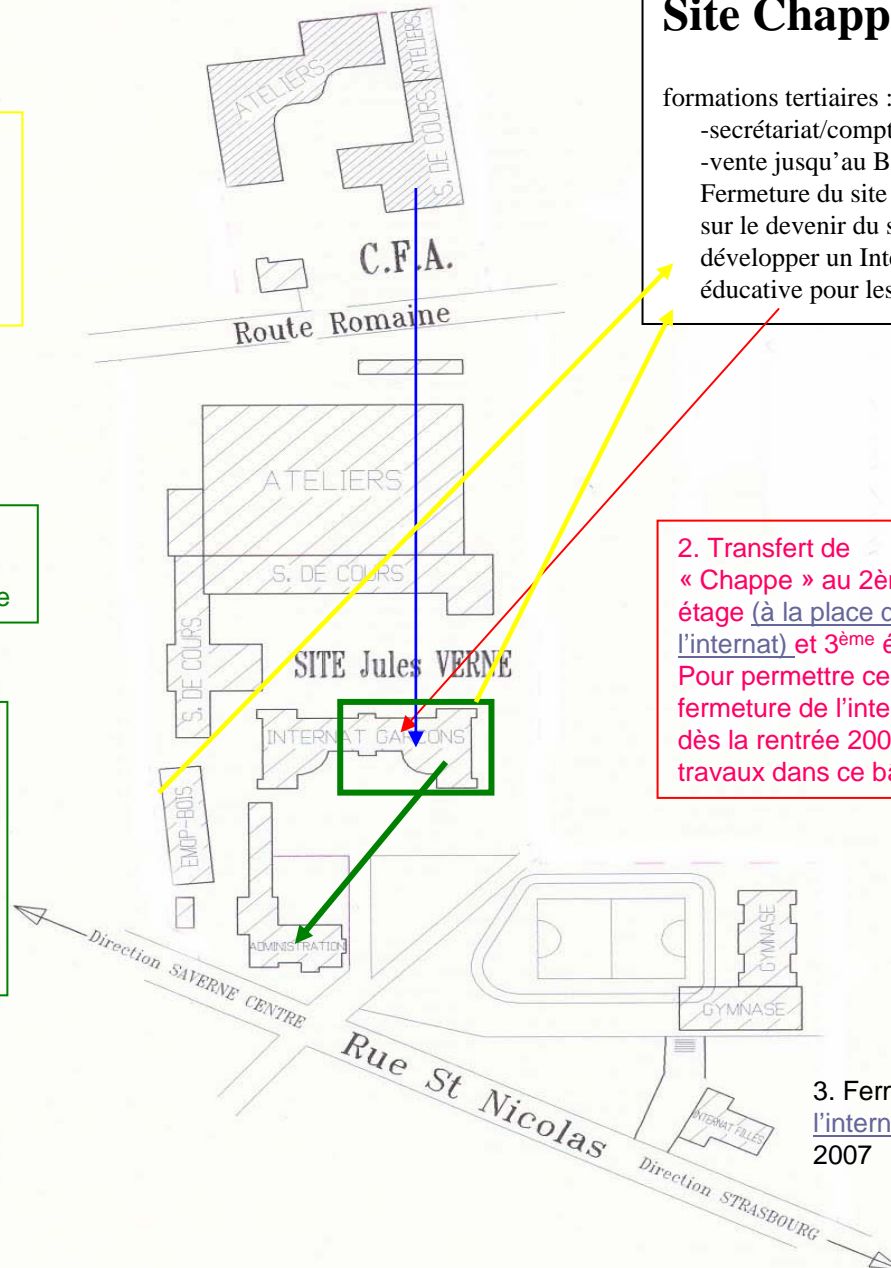 Site Chapp
formations tertiaires :
-secrétariat/compt
-vente jusqu’au B
Fermeture du site
sur le devenir du s
développer un Inte
éducative pour les
ATELIERS
ATELIERS
S. DE COURS
C.F.A.
Route Romaine
ATELIERS
S. DE COURS
S. DE COURS
e
SITE Jules VERNE
INTERNAT GARCONS
2. Transfert de
« Chappe » au 2èm
étage (à la place d
l’internat) et 3ème é
Pour permettre ce
fermeture de l’inter
dès la rentrée 200
travaux dans ce bâ
EMOP-BOIS
ADMINISTRATION
GYMNASE
GYMNASE
Direction SAVERNE CENTRE
Rue St Nicolas
INTERNAT FILLES
Direction STRASBOURG
3. Ferm
l’intern
2007